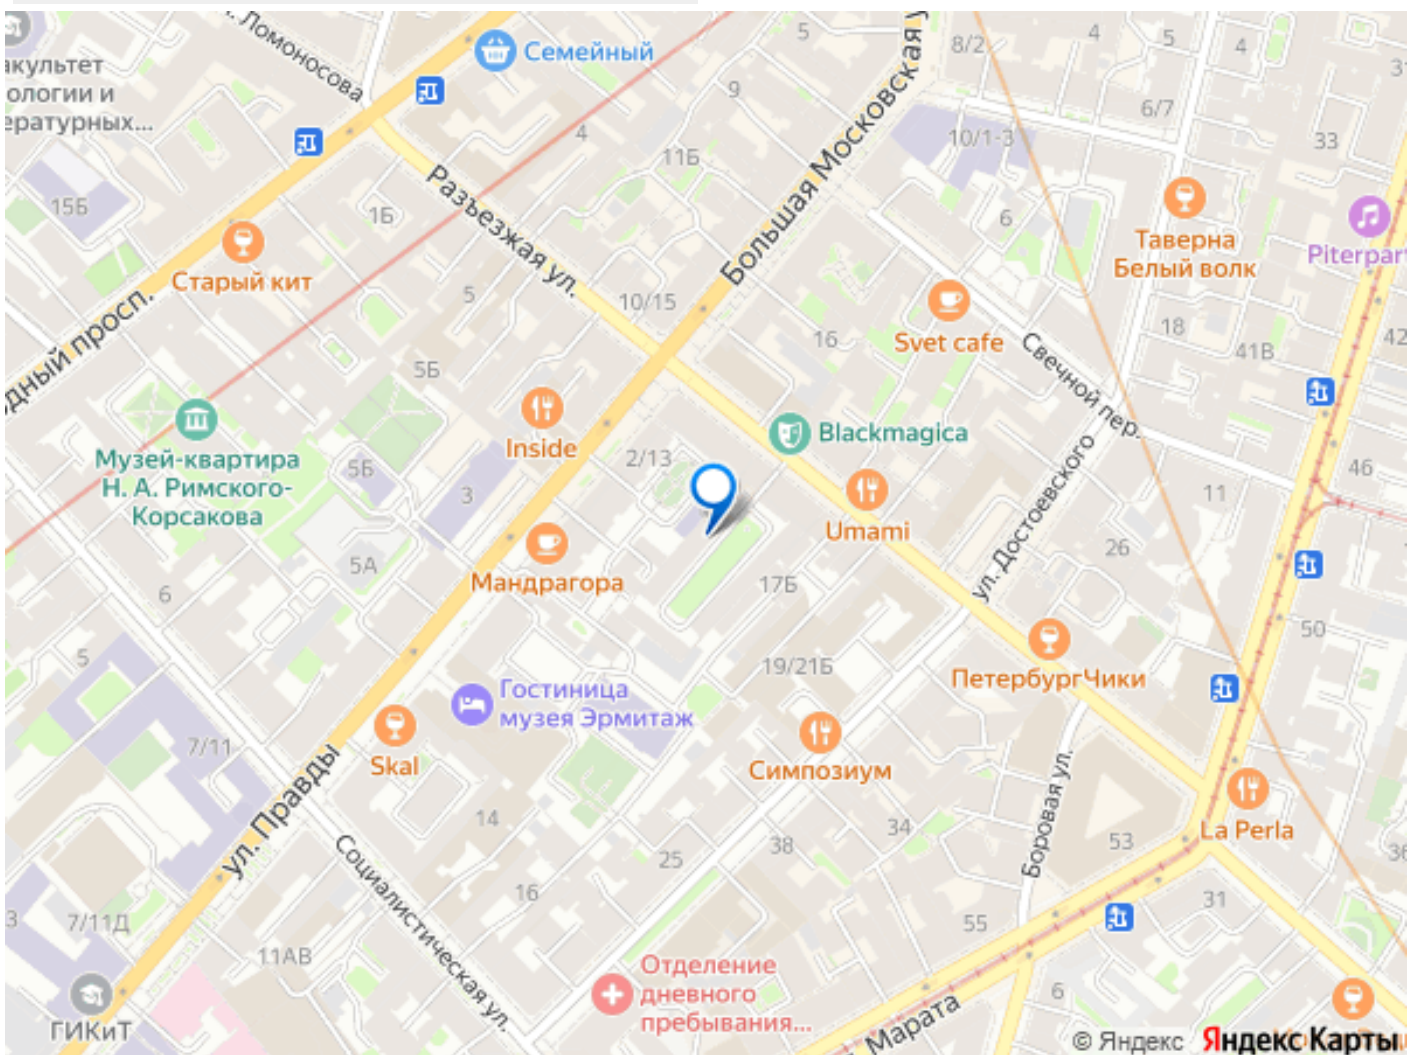 ул. Ломоносова
Семейный
акультет
ологии и
ературных...
5
8/2
4
5
4
31
9
6/7
4
10/1-3
33
11Б
15Б
1Б
6
Разъезжая ул.
Большая Московская у
Старый кит
Таверна
Белый волк
Piterpart
5
10/15
16
Svet cafe
18
41В
42
Свечной пер.
одный просп.
5Б
Inside
Blackmagica
Музей-квартира
Н. А. Римского-
Корсакова
5Б
3
2/13
46
11
Umami
ул. Достоевского
26
Мандрагора
5А
17Б
6
50
5
19/21Б
ПетербургЧики
Гостиница
музея Эрмитаж
7/11
Skal
Симпозиум
ул. Правды
Боровая ул.
La Perla
14
34
38
53
25
36
Социалистическая ул.
16
31
3
7/11Д
55
11АВ
Отделение
дневного
пребывания...
6
ГИКиТ
Марата
© Яндекс Яндекс Карты